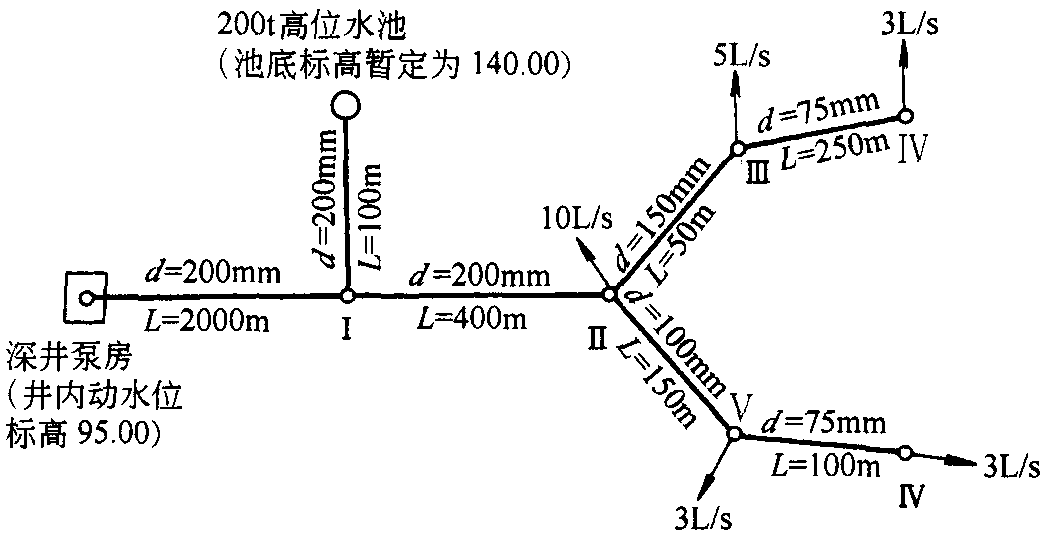 200t高位水池
(池底标高暂定为 140.00)
3L/s
5L/s
d=75mm
L=250m
Ⅳ
Ⅲ
d=200mm
L=100m
10L/s
d=150mm
L=50m
d=200mm
L=2000m
Ⅰ
d=200mm
L=400m
Ⅱ
d=100mm
L=150m
深井泵房
(井内动水位
标高 95.00)
Ⅴ
d=75mm
L=100m
3L/s
Ⅳ
3L/s